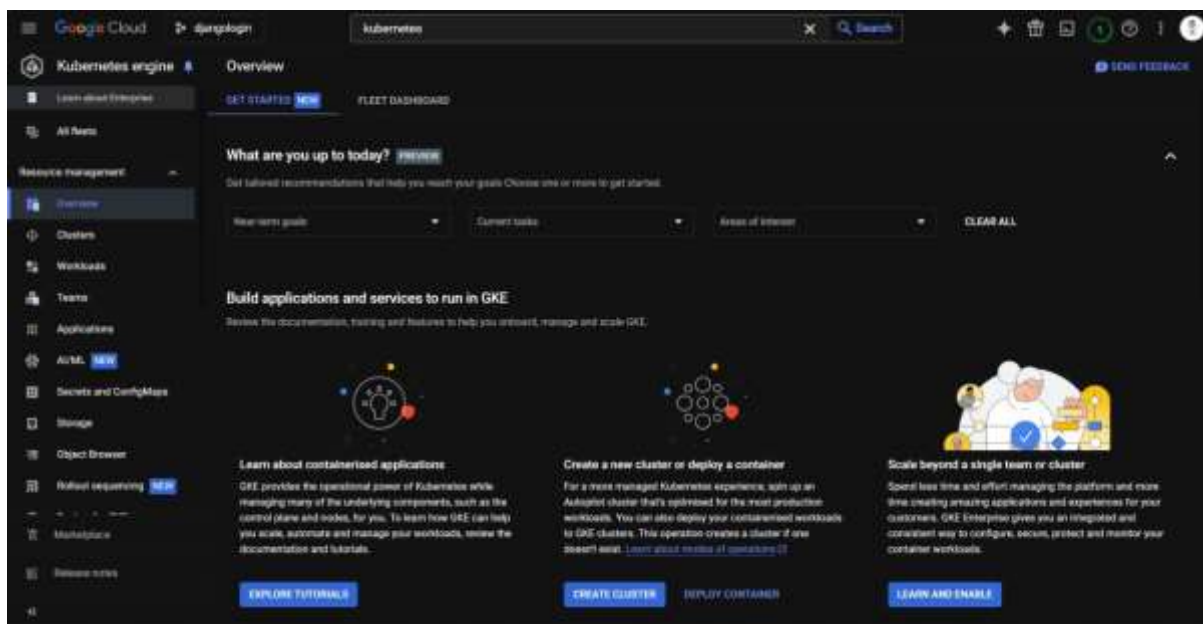 Google Cloud
djangologin
kubernetes
Search
Kubernetes engine
Overview
SEND FEEDBACK
Learn about Enterprise
GET STARTED NEW
FLEET DASHBOARD
All fleets
Resource management
What are you up to today? PREVIEW
Get tailored recommendations that help you reach your goals Choose one or more to get started.
Near-term goals
Current tasks
Areas of interest
CLEAR ALL
Overview
Clusters
Workloads
Teams
Applications
AI/ML NEW
Secrets and ConfigMaps
Storage
Object Browser
Rollout sequencing NEW
Marketplace
Release notes
Build applications and services to run in GKE
Review the documentation, training and features to help you onboard, manage and scale GKE.
Learn about containerised applications
GKE provides the operational power of Kubernetes while
managing many of the underlying components, such as the
control plane and nodes, for you. To learn how GKE can help
you scale, automate and manage your workloads, review the
documentation and tutorials.
EXPLORE TUTORIALS
Create a new cluster or deploy a container
For a more managed Kubernetes experience, spin up an
Autopilot cluster that's optimised for the most production
workloads. You can also deploy your containerised workloads
to GKE clusters. This operation creates a cluster if one
doesn't exist. Learn about modes of operations
CREATE CLUSTER
DEPLOY CONTAINER
Scale beyond a single team or cluster
Spend less time and effort managing the platform and more
time creating amazing applications and experiences for your
customers. GKE Enterprise gives you an integrated and
consistent way to configure, secure, protect and monitor your
container workloads.
LEARN AND ENABLE